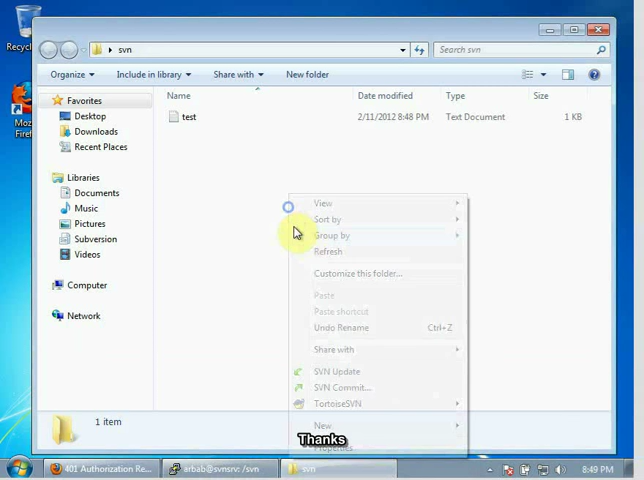 Recyc
Moz
Firef
svn
Search svn
Organize
Include in library
Share with
New folder
Favorites
Desktop
Downloads
Recent Places
Libraries
Documents
Music
Pictures
Subversion
Videos
Computer
Network
Name
Date modified
Type
Size
test
2/11/2012 8:48 PM
Text Document
1 KB
View
Sort by
Group by
Refresh
Customize this folder...
Paste
Paste shortcut
Undo Rename Ctrl+Z
Share with
SVN Update
SVN Commit...
TortoiseSVN
New
Properties
Thanks
1 item
401 Authorization Re...
arbab@svnsrv: /svn
svn
8:49 PM